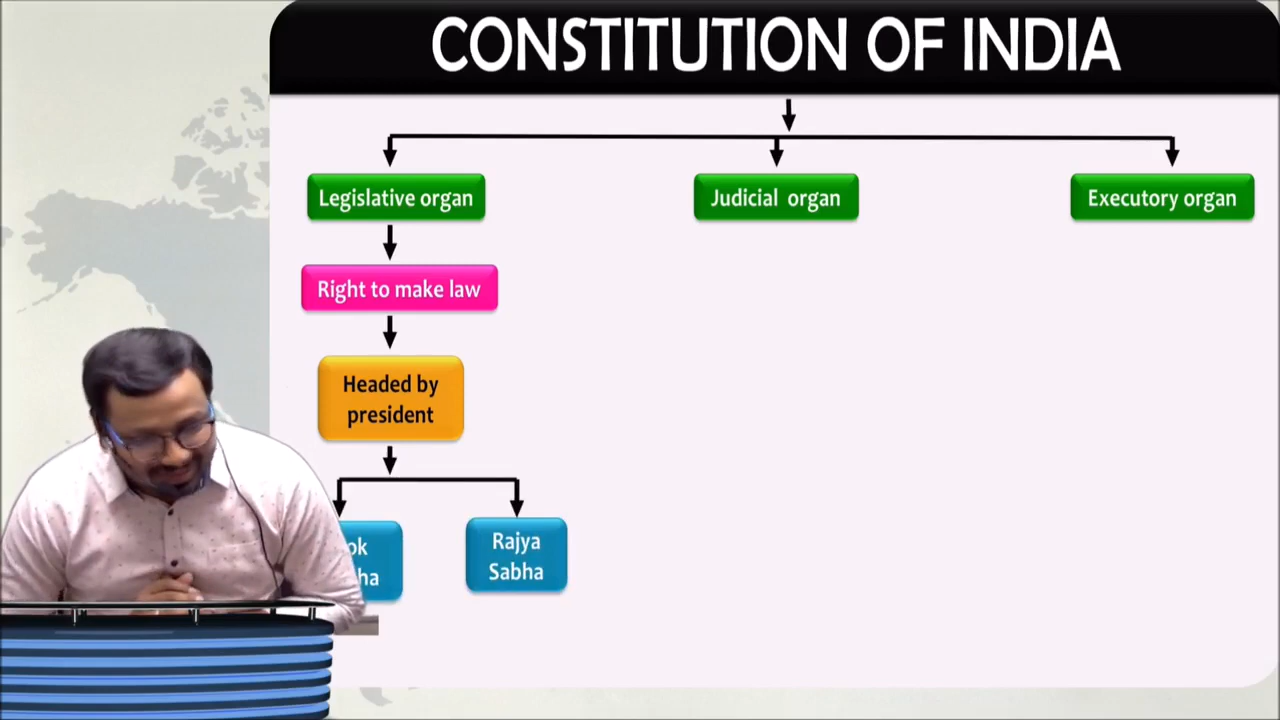 CONSTITUTION OF INDIA
Legislative organ
Judicial organ
Executory organ
Right to make law
Headed by
president
Rajya
Sabha